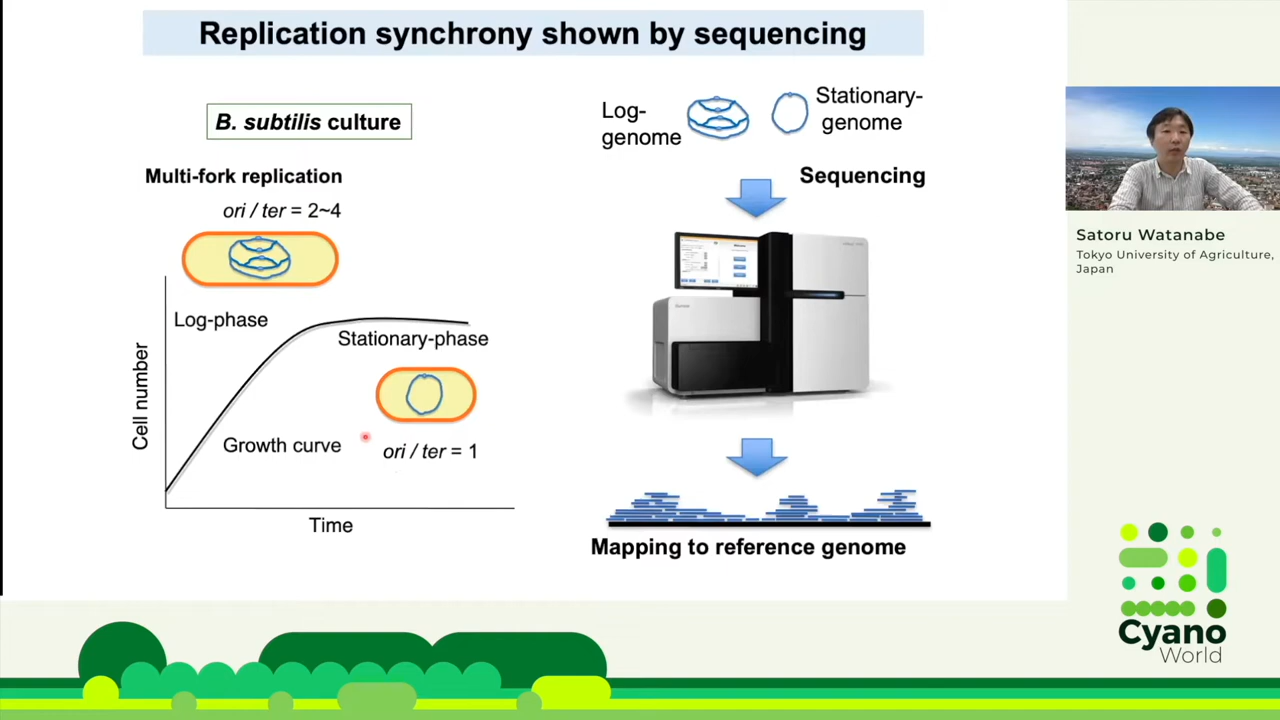 Replication synchrony shown by sequencing
B. subtilis culture
Multi-fork replication
ori / ter = 2~4
Log-phase
Stationary-phase
Cell number
Growth curve
ori / ter = 1
Time
Log-
genome
Stationary-
genome
Sequencing
Mapping to reference genome
Satoru Watanabe
Tokyo University of Agriculture,
Japan
Cyano
World